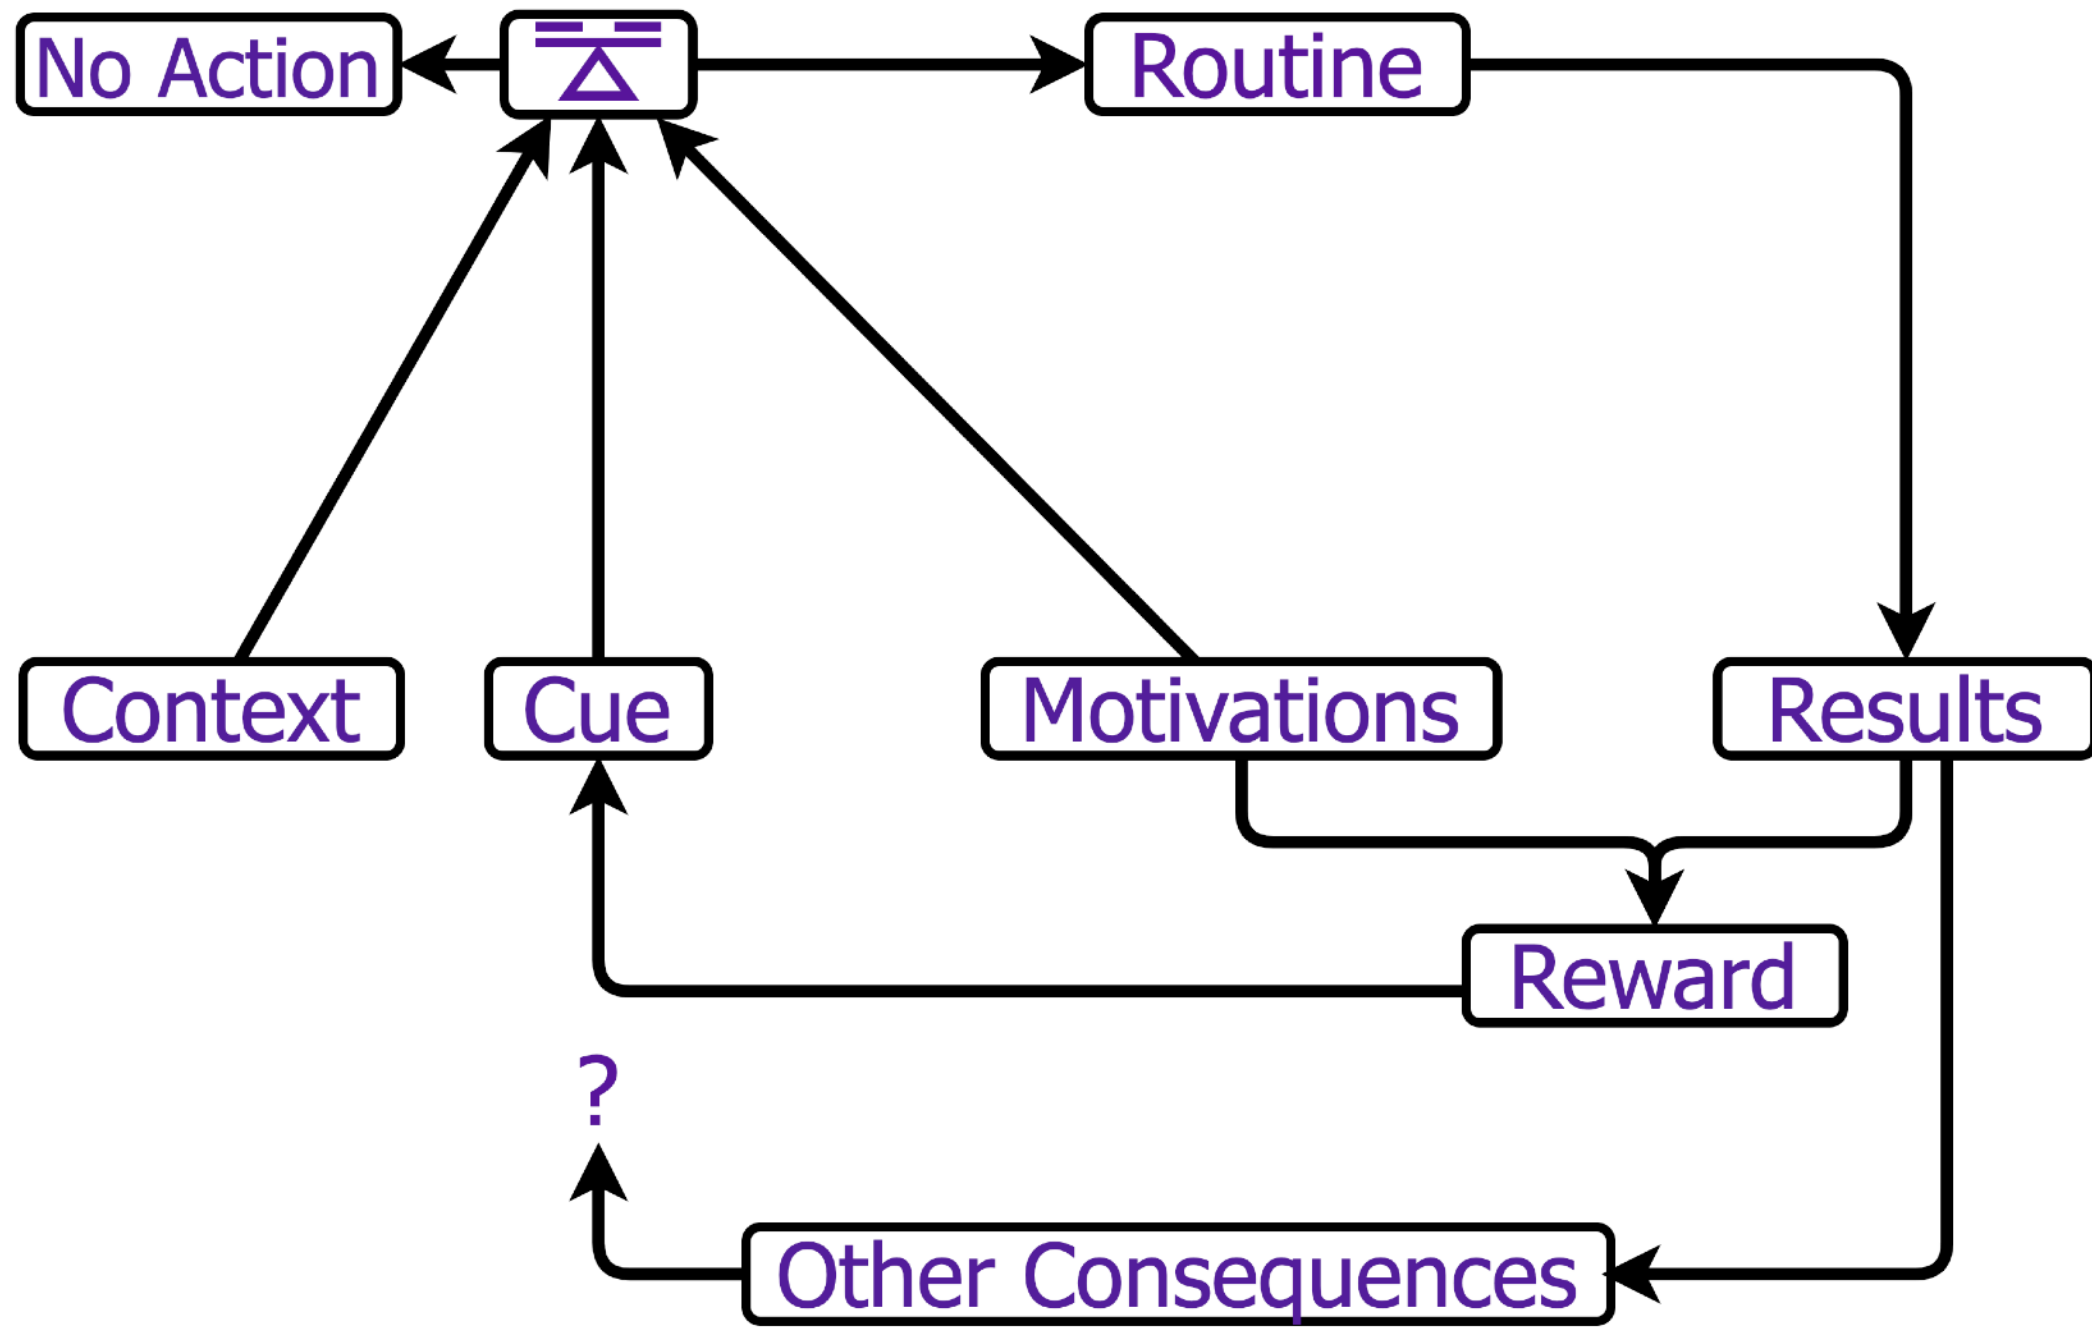 No Action
Routine
Context
Cue
Motivations
Results
Reward
?
Other Consequences